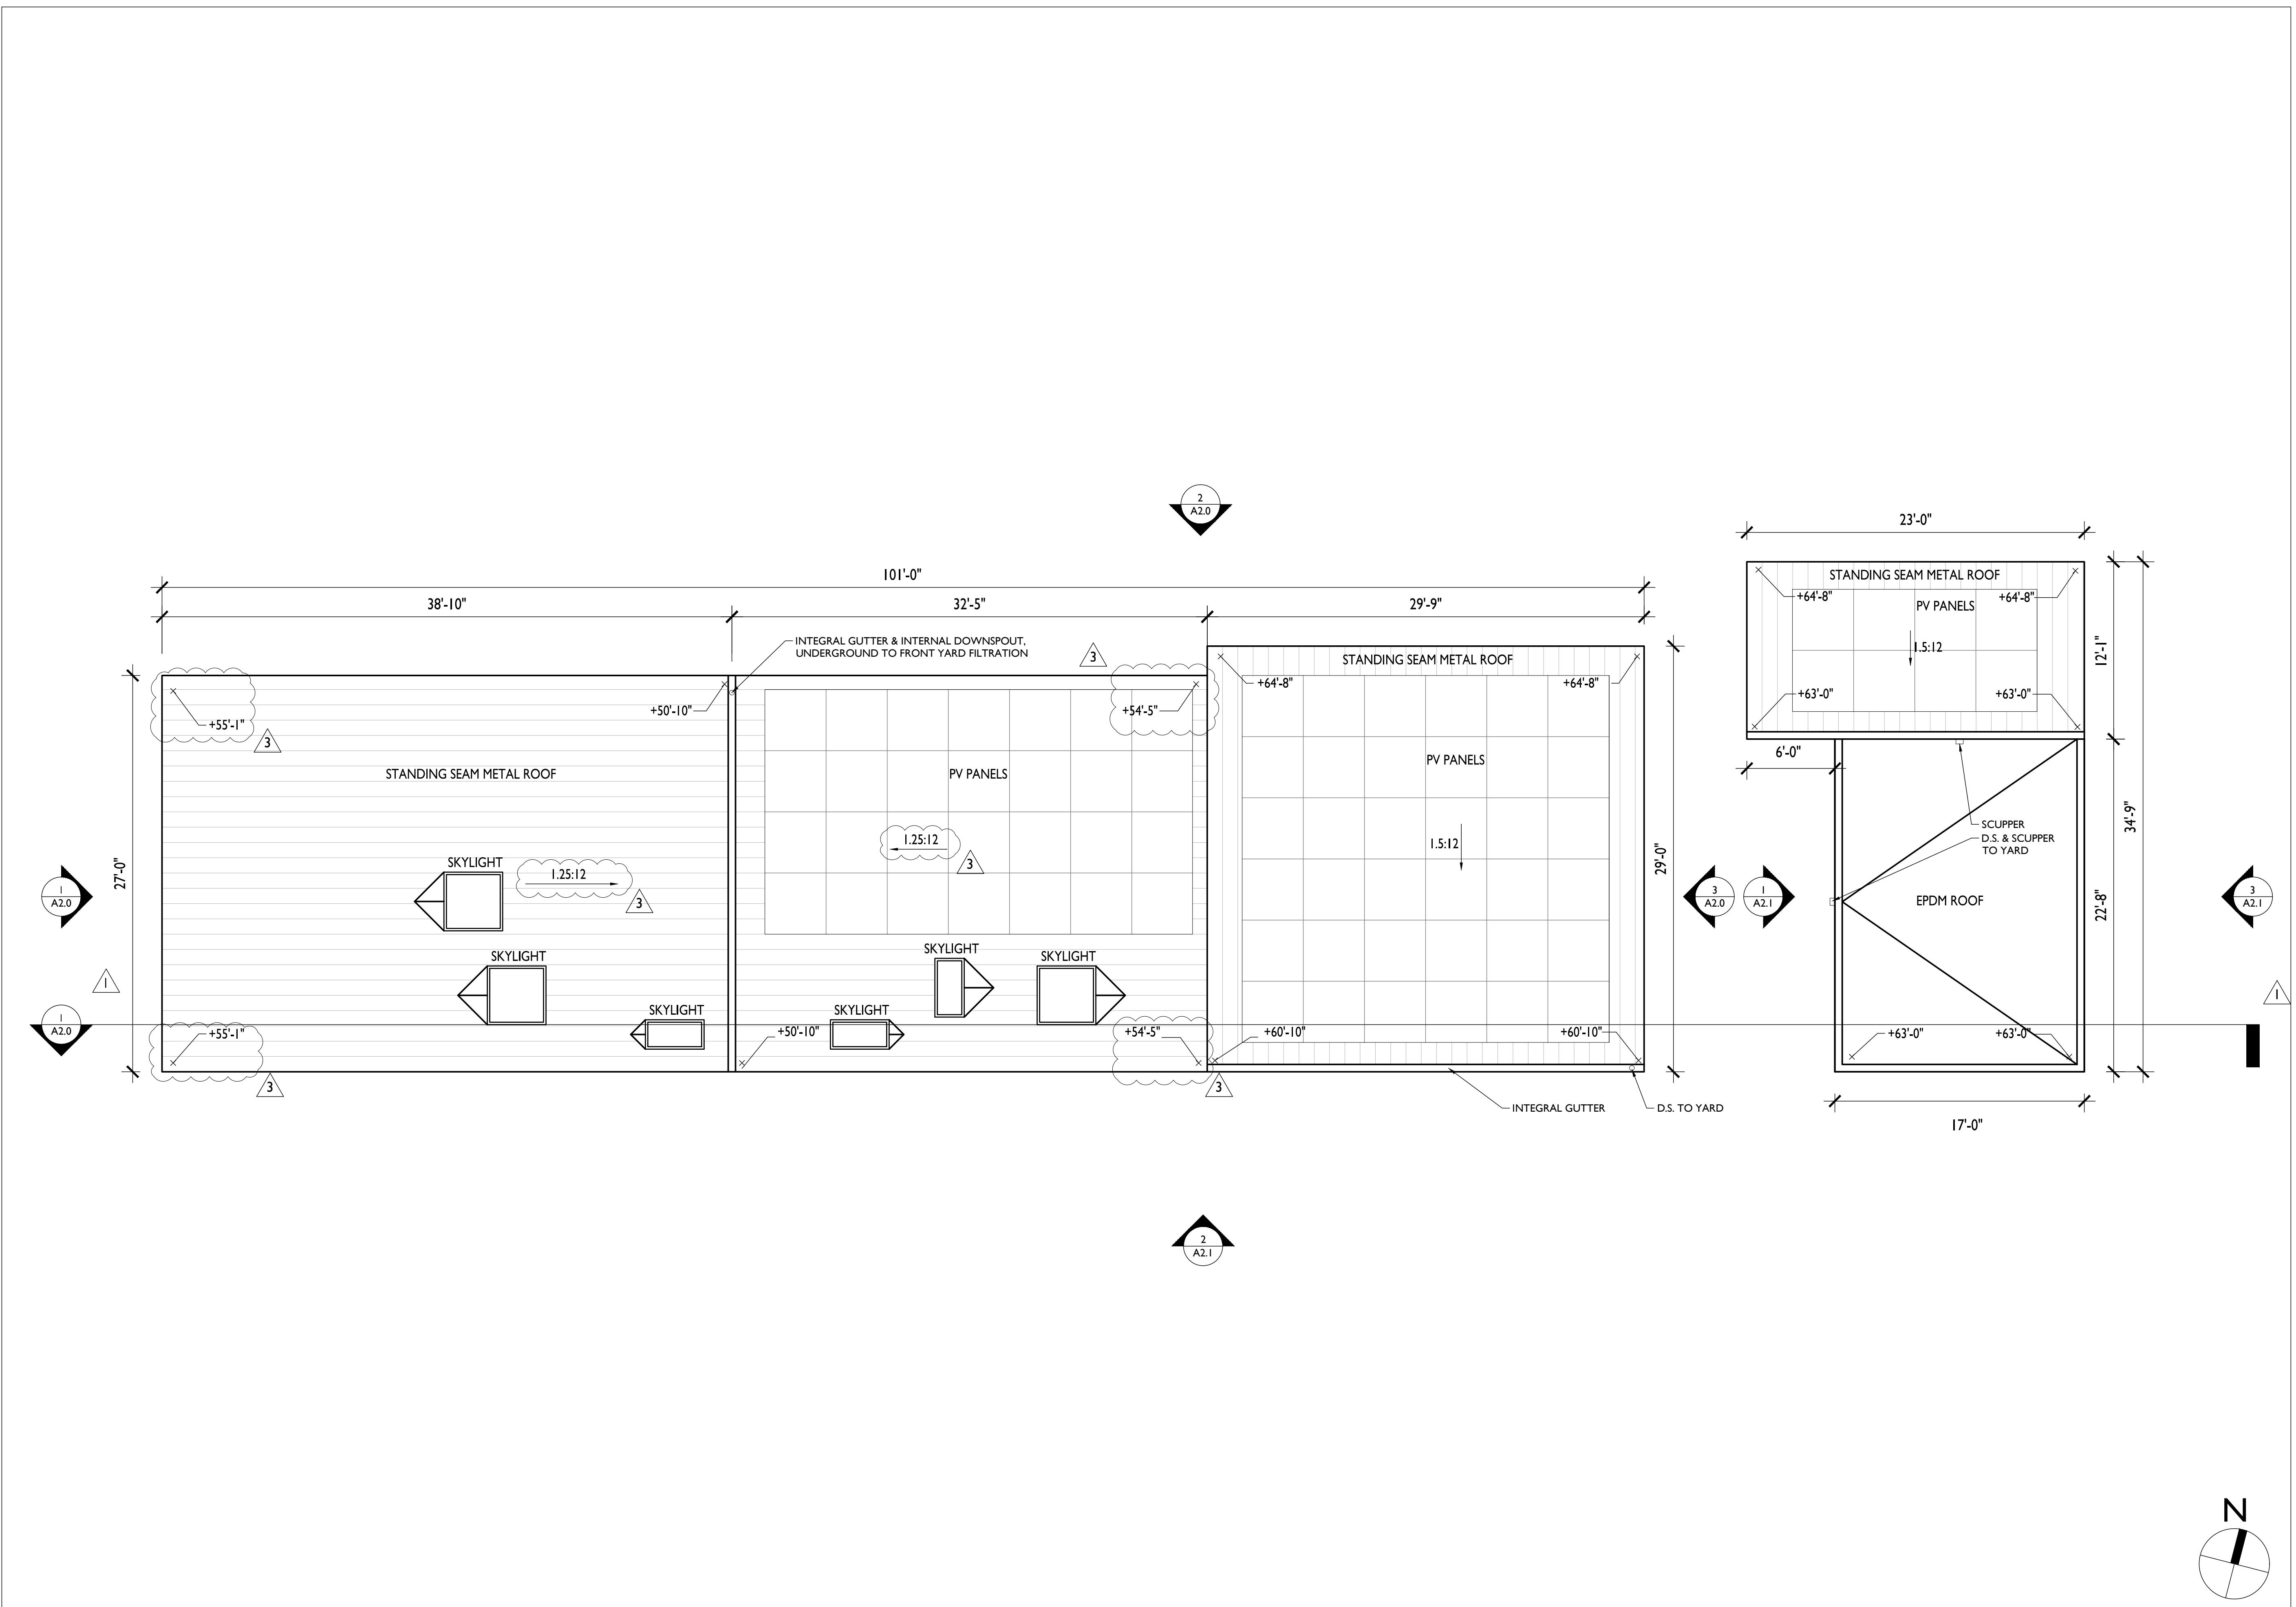 2
A2.0
23'-0"
101'-0"
38'-10"
32'-5"
29'-9"
INTEGRAL GUTTER & INTERNAL DOWNSPOUT,
UNDERGROUND TO FRONT YARD FILTRATION
3
STANDING SEAM METAL ROOF
+64'-8"
+64'-8"
PV PANELS
1.5:12
12'-1"
+63'-0"
+63'-0"
6'-0"
34'-9"
STANDING SEAM METAL ROOF
+64'-8"
+64'-8"
+55'-1"
3
+50'-10"
+54'-5"
STANDING SEAM METAL ROOF
PV PANELS
PV PANELS
1.25:12
3
1.5:12
SCUPPER
D.S. & SCUPPER
TO YARD
27'-0"
SKYLIGHT
1.25:12
3
29'-0"
1
A2.0
3
A2.0
1
A2.1
EPDM ROOF
22'-8"
3
A2.1
SKYLIGHT
SKYLIGHT
SKYLIGHT
1
1
SKYLIGHT
SKYLIGHT
1
A2.0
+55'-1"
+50'-10"
+54'-5"
+60'-10"
+60'-10"
+63'-0"
+63'-0"
3
3
INTEGRAL GUTTER
D.S. TO YARD
17'-0"
2
A2.1
N